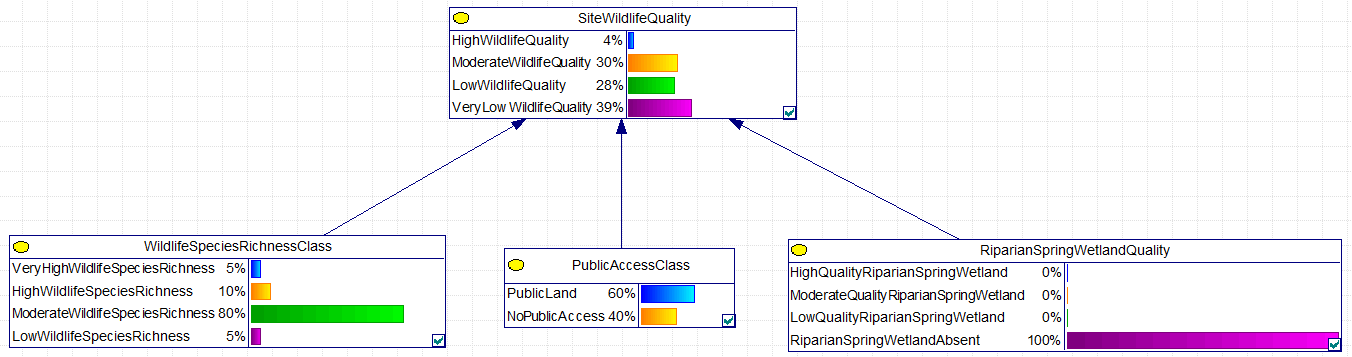 SiteWildlifeQuality
HighWildlifeQuality 4%
ModerateWildlifeQuality 30%
LowWildlifeQuality 28%
VeryLow WildlifeQuality 39%
WildlifeSpeciesRichnessClass
VeryHighWildlifeSpeciesRichness 5%
HighWildlifeSpeciesRichness 10%
ModerateWildlifeSpeciesRichness 80%
LowWildlifeSpeciesRichness 5%
PublicAccessClass
PublicLand 60%
NoPublicAccess 40%
RiparianSpringWetlandQuality
HighQualityRiparianSpringWetland 0%
ModerateQualityRiparianSpringWetland 0%
LowQualityRiparianSpringWetland 0%
RiparianSpringWetlandAbsent 100%